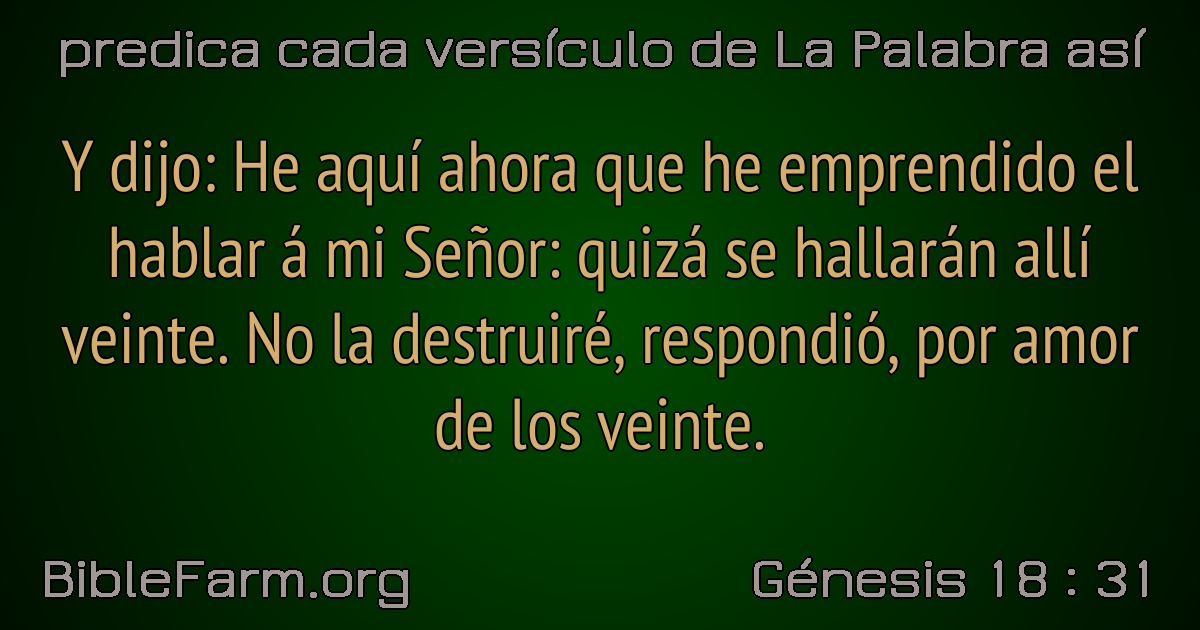 predica cada versículo de La Palabra así
Y dijo: He aquí ahora que he emprendido el
hablar á mi Señor: quizá se hallarán allí
veinte. No la destruiré, respondió, por amor
de los veinte.
BibleFarm.org
Génesis 18 : 31